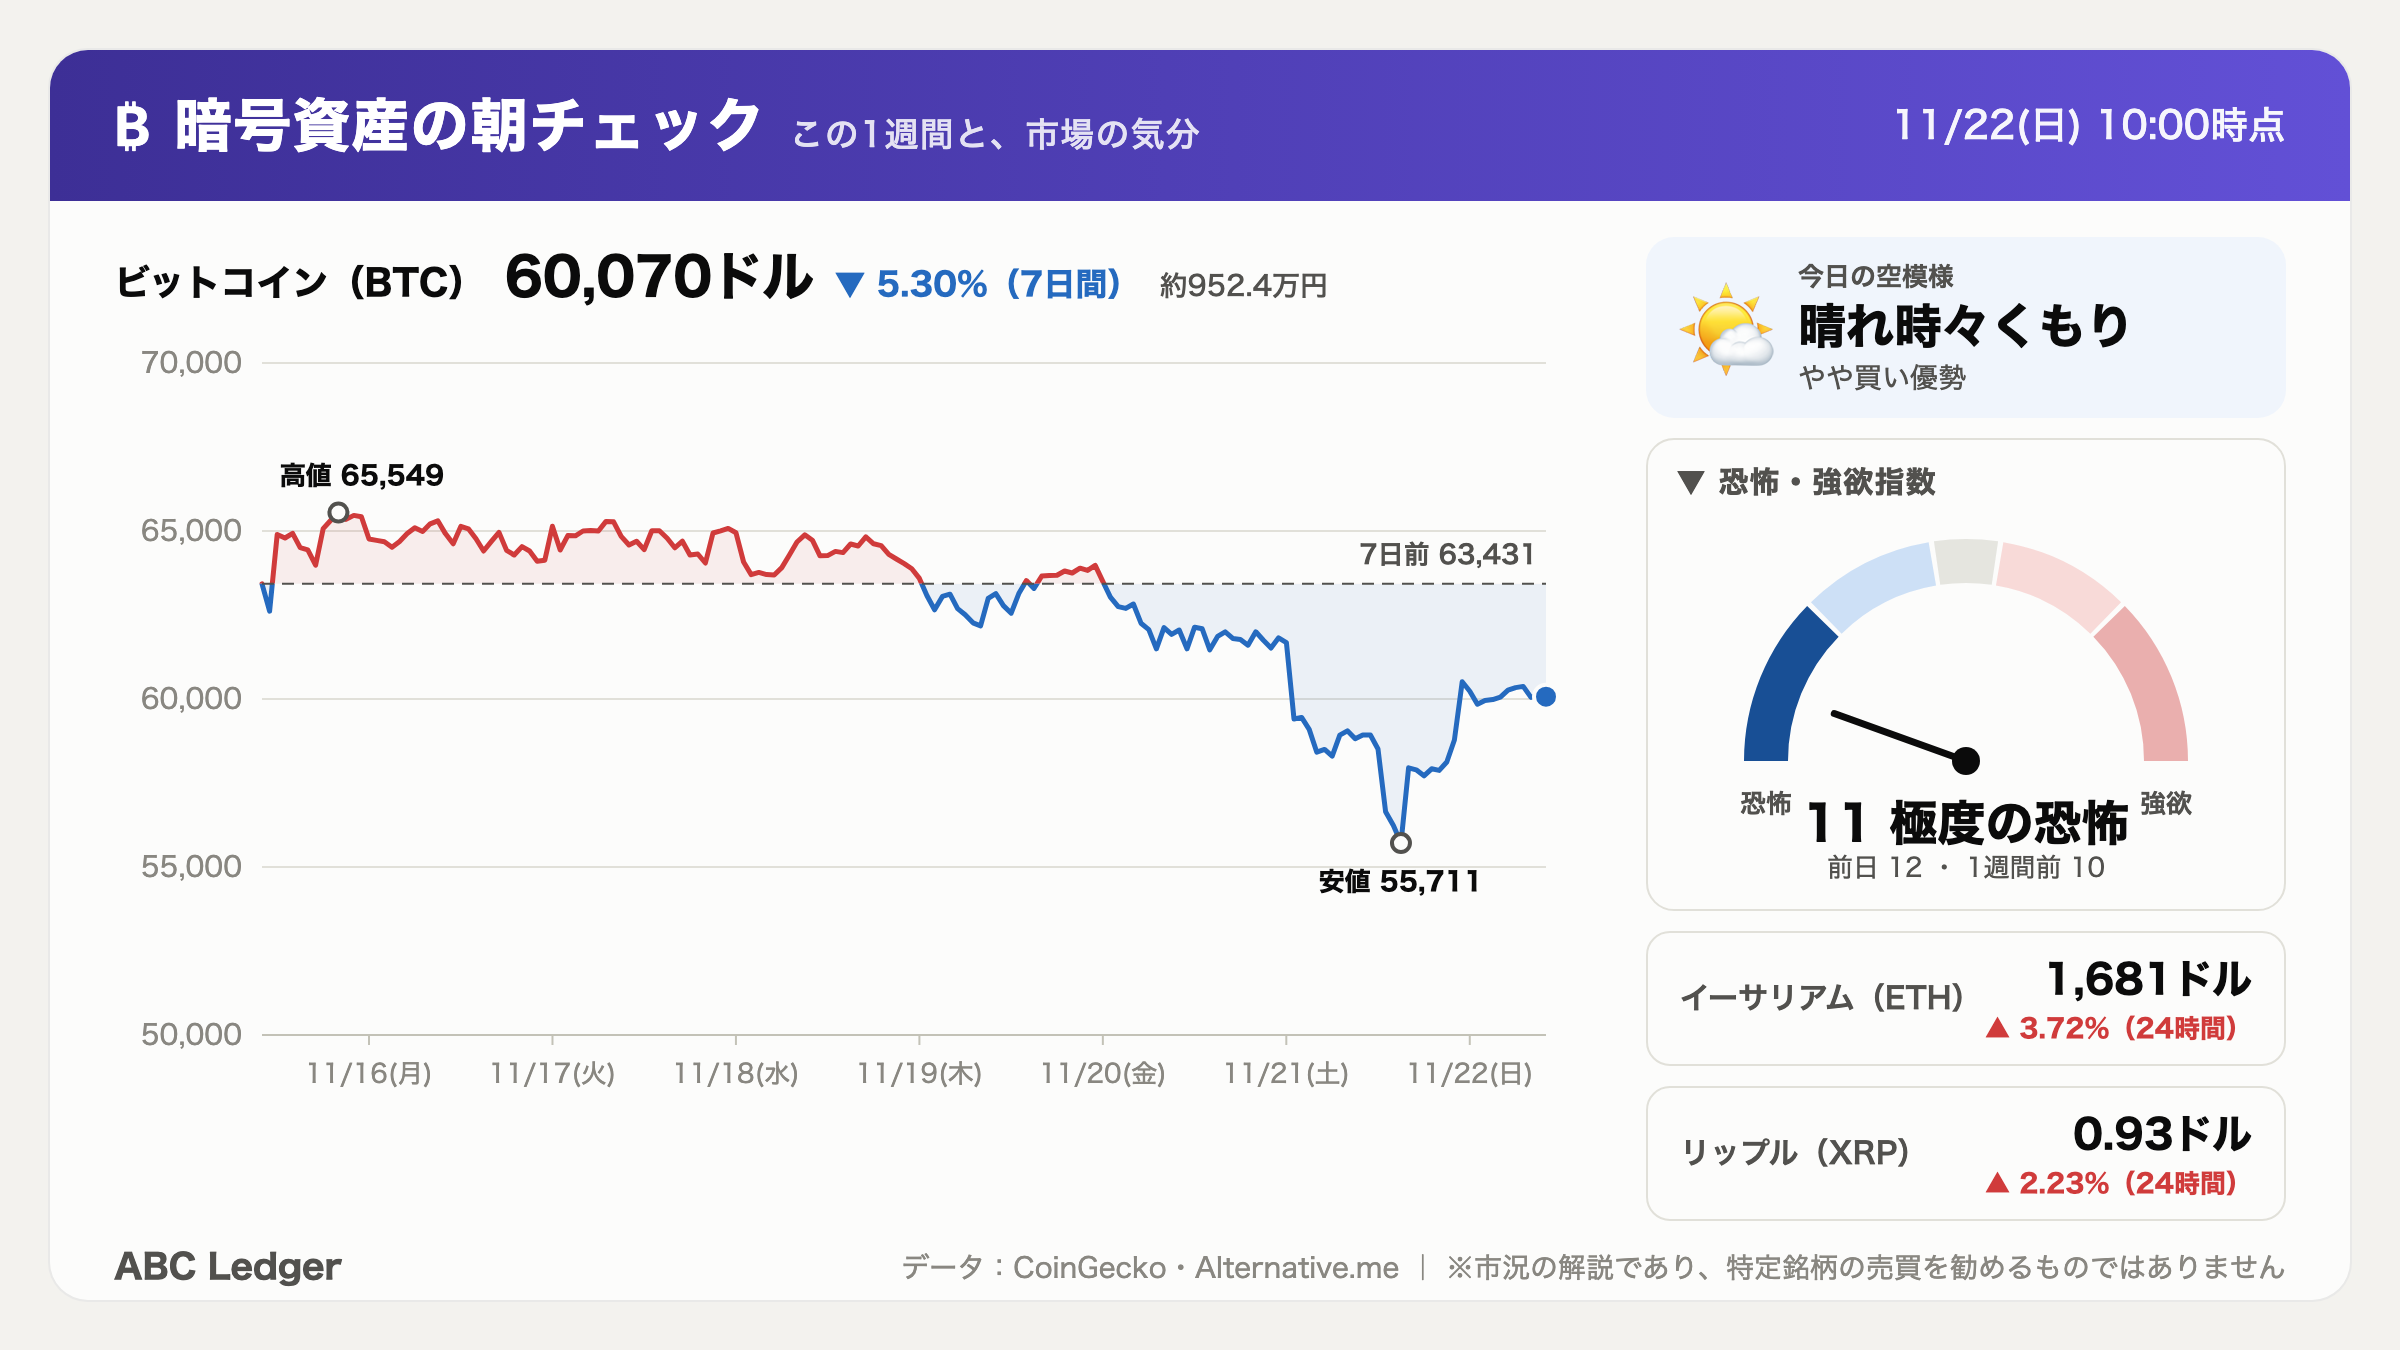 ₿ 暗号資産の朝チェック この1週間と、市場の気分
11/22(日) 10:00時点
ビットコイン（BTC） 60,070ドル ▼ 5.30%（7日間） 約952.4万円
70,000
65,000
60,000
55,000
50,000
高値 65,549
7日前 63,431
安値 55,711
11/16(月) 11/17(火) 11/18(水) 11/19(木) 11/20(金) 11/21(土) 11/22(日)
今日の空模様
晴れ時々くもり
やや買い優勢
▼ 恐怖・強欲指数
恐怖 11 極度の恐怖 強欲
前日 12 ・ 1週間前 10
イーサリアム（ETH） 1,681ドル
▲ 3.72%（24時間）
リップル（XRP） 0.93ドル
▲ 2.23%（24時間）
ABC Ledger
データ：CoinGecko・Alternative.me ｜ ※市況の解説であり、特定銘柄の売買を勧めるものではありません